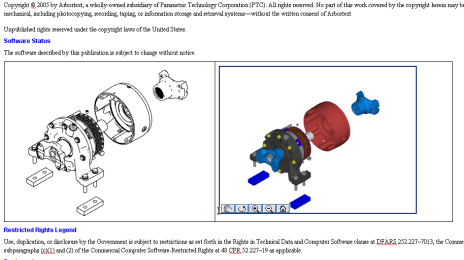 Copyright @ 2005 by Arbortext, a wholly-owned subsidiary of Parametric Technology Corporation (PTC). All rights reserved. No part of this work covered by the copyright herein may be
mechanical, including photocopying, recording, taping, or information storage and retrieval systems—without the written consent of Arbortext
Unpublished rights reserved under the copyright laws of the United States.
Software Status
The software described by this publication is subject to change without notice.
Restricted Rights Legend
Use, duplication, or disclosure by the Government is subject to restrictions as set forth in the Rights in Technical Data and Computer Software clause at DFARS 252.227-7013, the Comme
subparagraphs (c)(1) and (2) of the Commercial Computer Software-Restricted Rights at 48 CFR 52.227-19 as applicable.